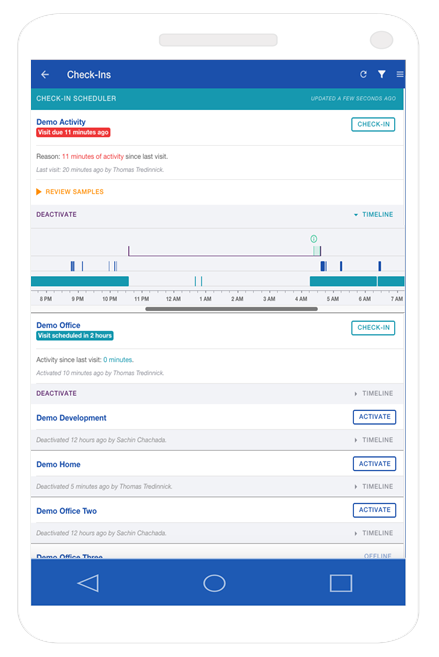 Check-Ins
CHECK-IN SCHEDULER
UPDATED A FEW SECONDS AGO
Demo Activity
Visit due 11 minutes ago
CHECK-IN
Reason: 11 minutes of activity since last visit.
Last visit: 20 minutes ago by Thomas Tredinnick.
REVIEW SAMPLES
DEACTIVATE
TIMELINE
8 PM 9 PM 10 PM 11 PM 12 AM 1 AM 2 AM 3 AM 4 AM 5 AM 6 AM 7 AM
Demo Office
Visit scheduled in 2 hours
CHECK-IN
Activity since last visit: 0 minutes.
Activated 10 minutes ago by Thomas Tredinnick.
DEACTIVATE
TIMELINE
Demo Development
ACTIVATE
Deactivated 12 hours ago by Sachin Chachada.
TIMELINE
Demo Home
ACTIVATE
Deactivated 5 minutes ago by Thomas Tredinnick.
TIMELINE
Demo Office Two
ACTIVATE
Deactivated 12 hours ago by Sachin Chachada.
TIMELINE
Demo Office Three
OFFLINE